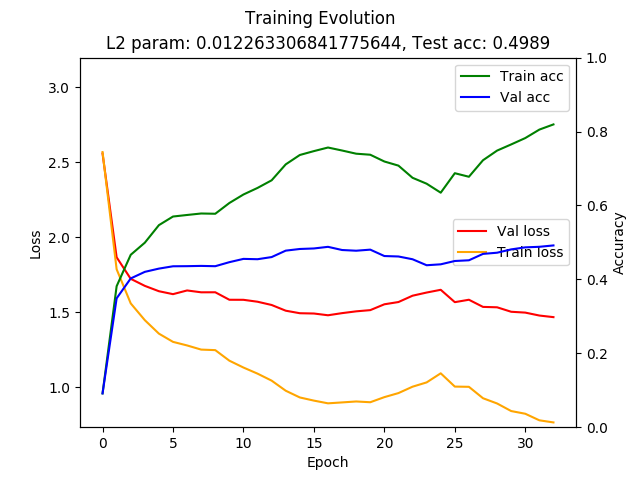 Training Evolution
L2 param: 0.012263306841775644, Test acc: 0.4989
Train acc
Val acc
Val loss
Train loss
Loss
3.0
2.5
2.0
1.5
1.0
Accuracy
1.0
0.8
0.6
0.4
0.2
0.0
0 5 10 15 20 25 30
Epoch